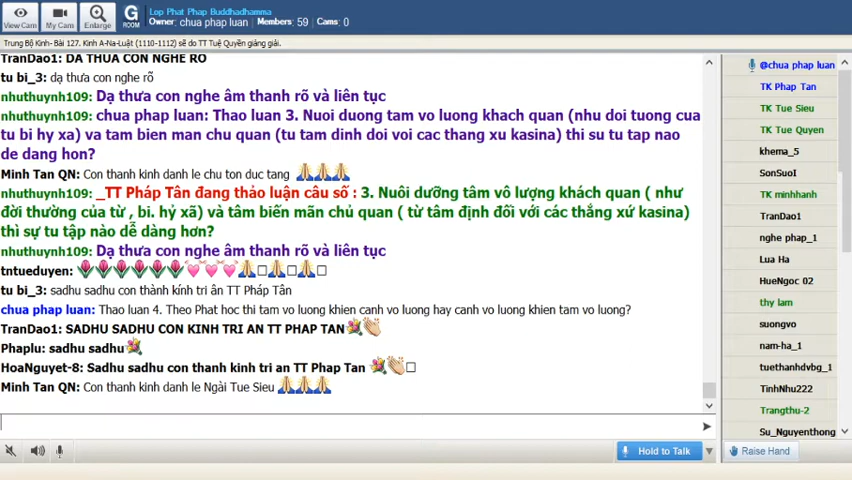 View Cam
My Cam
Enlarge
G
ROOM
Lop Phat Phap Buddhadhamma
Owner: chua phap luan Members: 59 Cams: 0
Trung Bộ Kinh- Bài 127. Kinh A-Na-Luật (1110-1112) sẽ do TT Tuệ Quyền giảng giải.
TranDao1: DA THUA CON NGHE RO
tu bi_3: dạ thưa con nghe rõ
nhuthuynh109: Dạ thưa con nghe âm thanh rõ và liên tục
nhuthuynh109: chua phap luan: Thao luan 3. Nuoi duong tam vo luong khach quan (nhu doi tuong cua
tu bi hy xa) va tam bien man chu quan (tu tam dinh doi voi cac thang xu kasina) thi su tu tap nao
de dang hon?
Minh Tan QN: Con thanh kinh danh le chu ton duc tang
nhuthuynh109: _TT Pháp Tân đang thảo luận câu số : 3. Nuôi dưỡng tâm vô lượng khách quan ( như
đời thường của từ , bi. hỷ xã) và tâm biến mãn chủ quan ( từ tâm định đối với các thắng xứ kasina)
thì sự tu tập nào dễ dàng hơn?
nhuthuynh109: Dạ thưa con nghe âm thanh rõ và liên tục
tntueduyen:
tu bi_3: sadhu sadhu con thành kính tri ân TT Pháp Tân
chua phap luan: Thao luan 4. Theo Phat hoc thi tam vo luong khien canh vo luong hay canh vo luong khien tam vo luong?
TranDao1: SADHU SADHU CON KINH TRI AN TT PHAP TAN
Phaplu: sadhu sadhu
HoaNguyet-8: Sadhu sadhu con thanh kinh tri an TT Phap Tan
Minh Tan QN: Con thanh kinh danh le Ngài Tue Sieu
Hold to Talk
@chua phap luan
TK Phap Tan
TK Tue Sieu
TK Tue Quyen
khema_5
SonSuoI
TK minhhanh
TranDao1
nghe phap_1
Lua Ha
HueNgoc 02
thy lam
suongvo
nam-ha_1
tuethanhdvbg_1
TinhNhu222
Trangthu-2
Su_Nguyenthong
Raise Hand